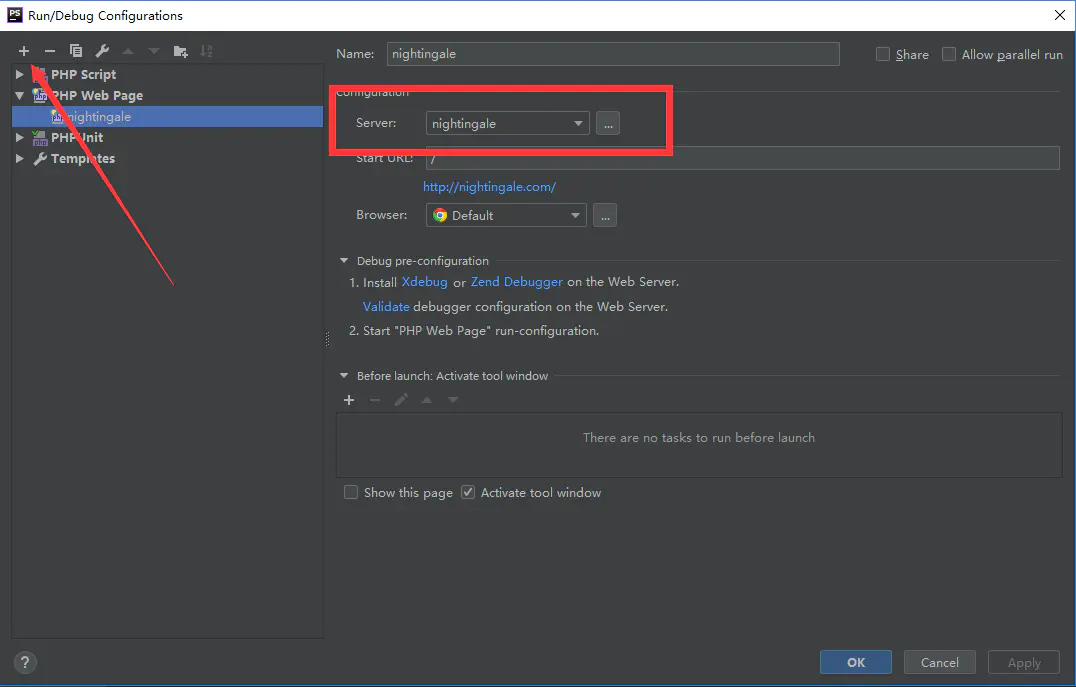 PS Run/Debug Configurations
Name: nightingale Share Allow parallel run
PHP Script
PHP Web Page
nightingale
PHPUnit
Templates
Configuration
Server: nightingale ...
Start URL: /
http://nightingale.com/
Browser: Default ...
Debug pre-configuration
1. Install Xdebug or Zend Debugger on the Web Server.
Validate debugger configuration on the Web Server.
2. Start "PHP Web Page" run-configuration.
Before launch: Activate tool window
There are no tasks to run before launch
Show this page Activate tool window
? OK Cancel Apply